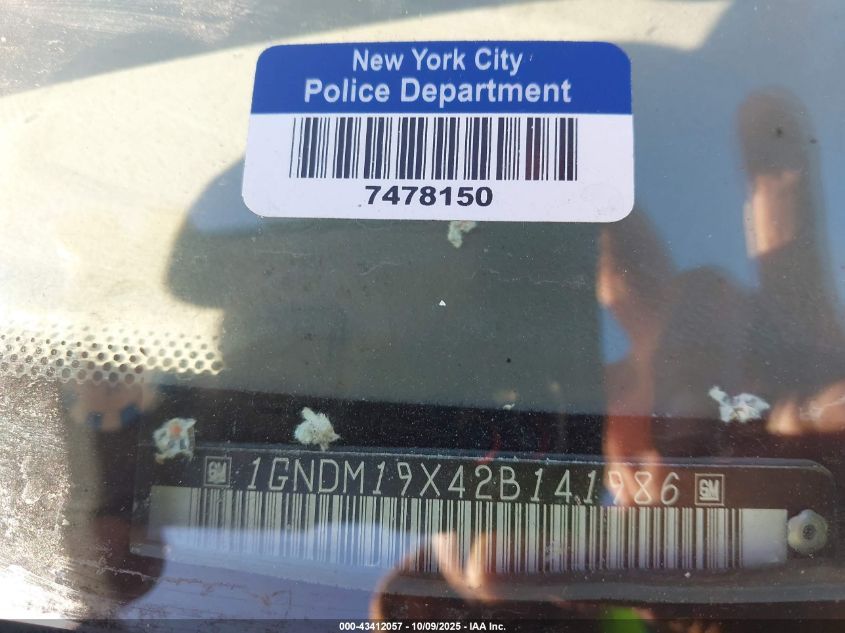 New York City
Police Department
7478150
GM 1GNDM19X42B141986 GM
000-43412057 - 10/09/2025 - IAA Inc.